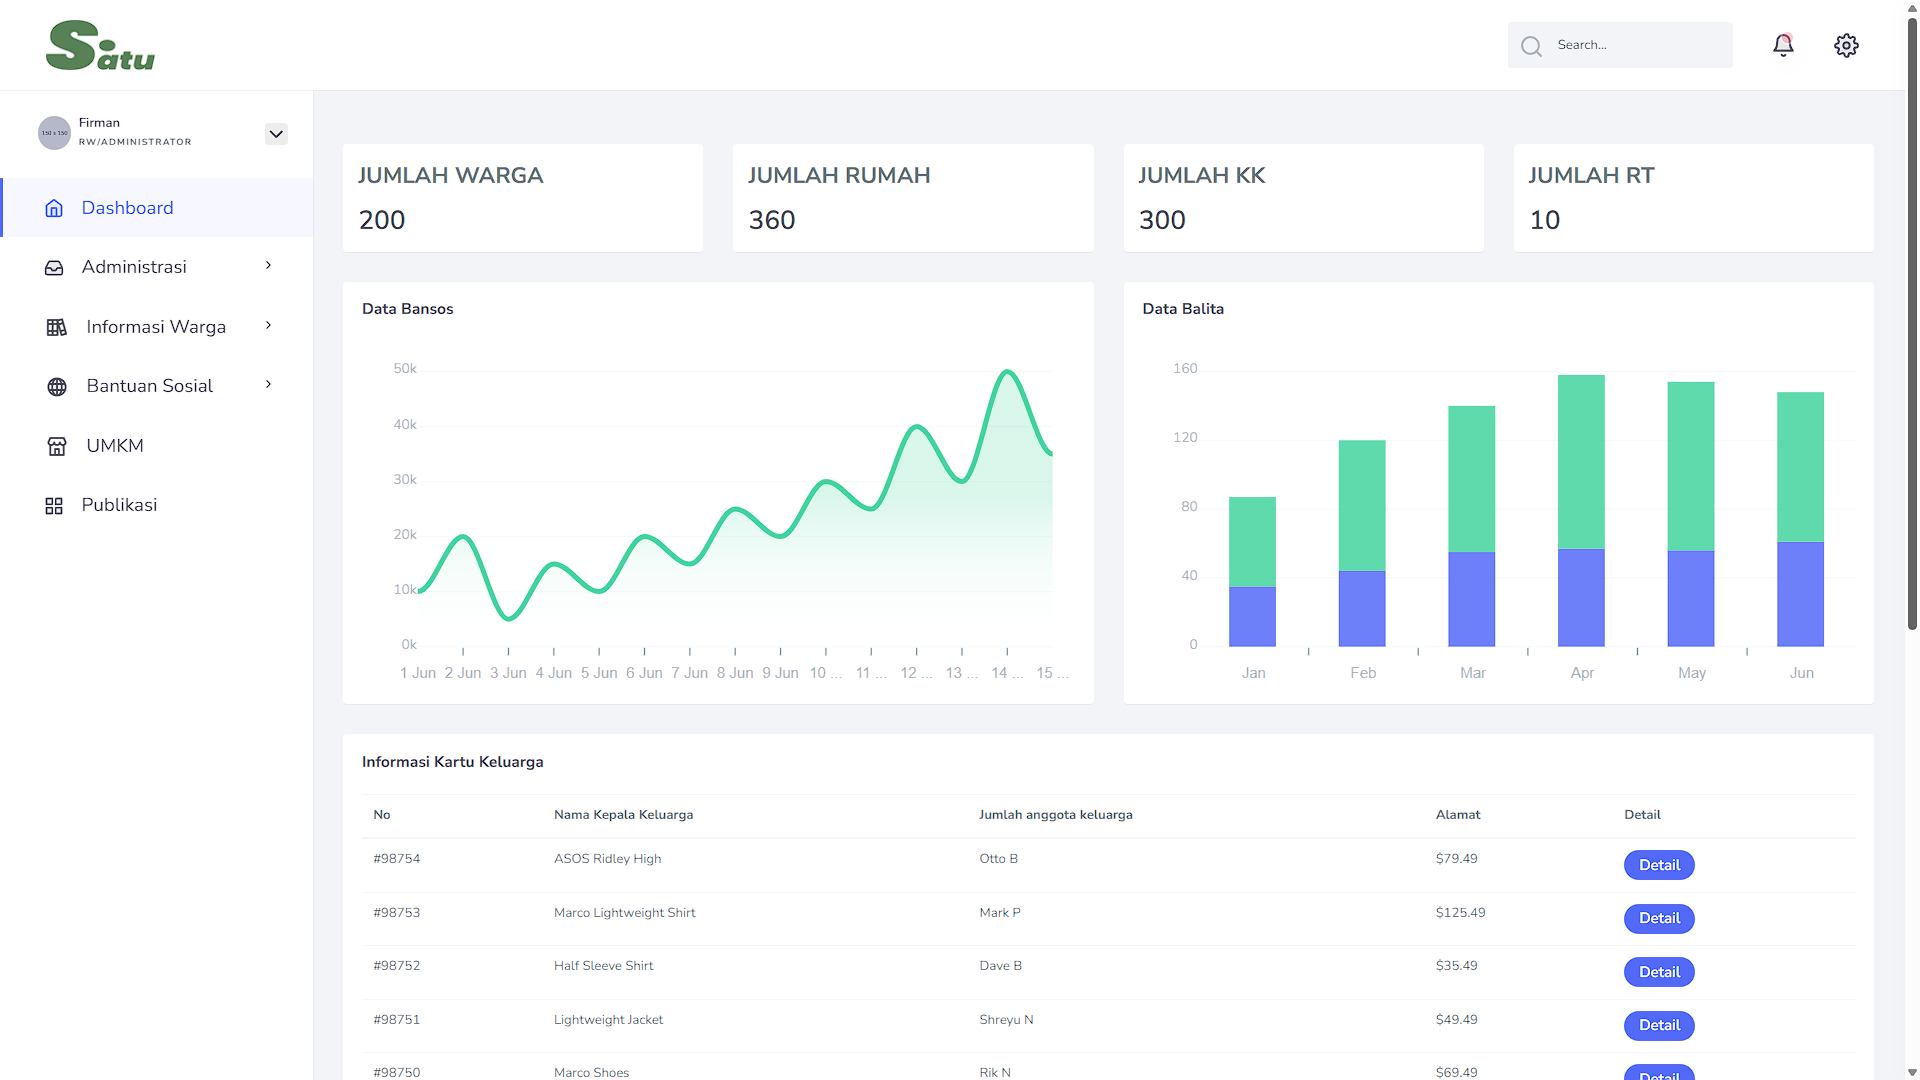 Satu
Search...
Firman
RW/ADMINISTRATOR
150 x 150
Dashboard
Administrasi
Informasi Warga
Bantuan Sosial
UMKM
Publikasi
JUMLAH WARGA
200
JUMLAH RUMAH
360
JUMLAH KK
300
JUMLAH RT
10
Data Bansos
50k
40k
30k
20k
10k
0k
1 Jun 2 Jun 3 Jun 4 Jun 5 Jun 6 Jun 7 Jun 8 Jun 9 Jun 10 ... 11 ... 12 ... 13 ... 14 ... 15 ...
Data Balita
160
120
80
40
0
Jan Feb Mar Apr May Jun
Informasi Kartu Keluarga
No Nama Kepala Keluarga Jumlah anggota keluarga Alamat Detail
#98754 ASOS Ridley High Otto B $79.49 Detail
#98753 Marco Lightweight Shirt Mark P $125.49 Detail
#98752 Half Sleeve Shirt Dave B $35.49 Detail
#98751 Lightweight Jacket Shreyu N $49.49 Detail
#98750 Marco Shoes Rik N $69.49 Detail